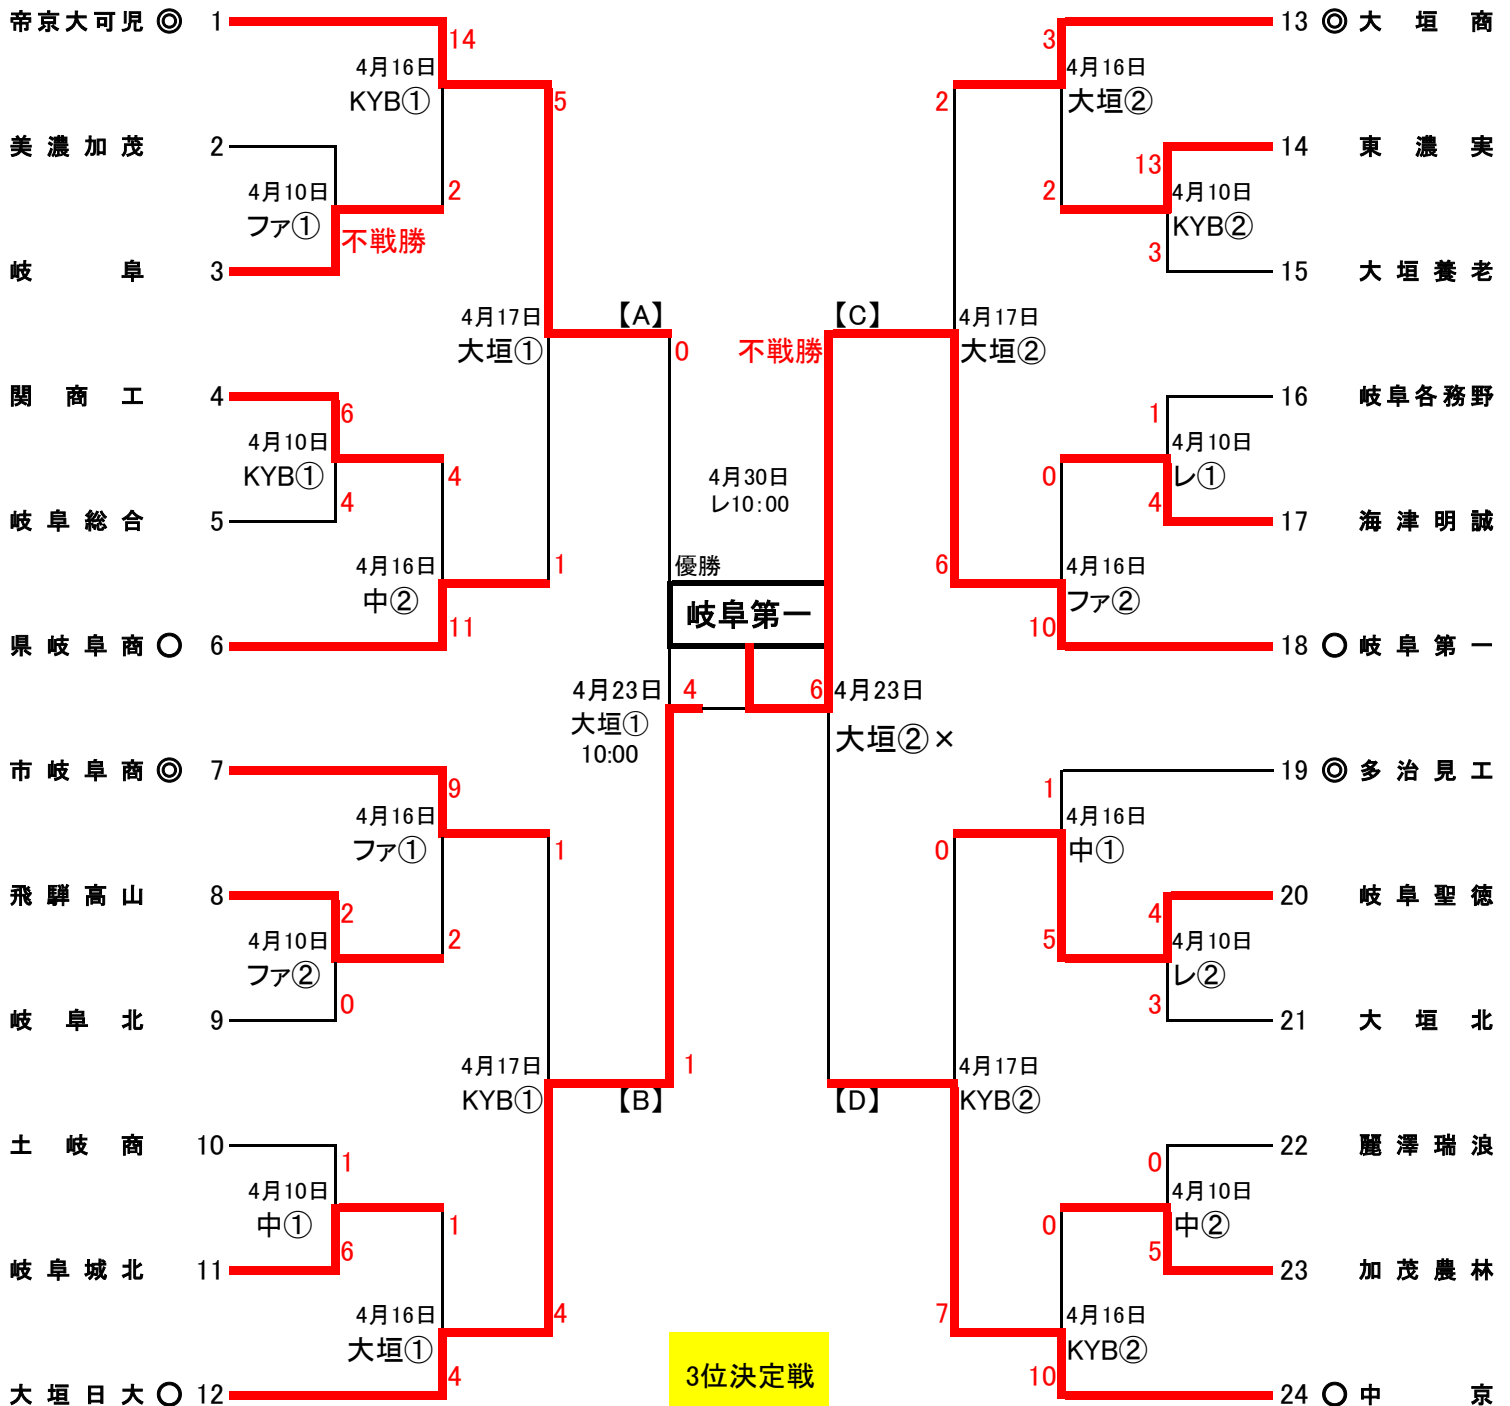 帝京大可児 ◎ 1
14
4月16日
KYB①
5
美濃加茂 2
4月10日
ファ①
2
不戦勝
岐阜 3
4月17日
大垣①
【A】
0
関商工 4
6
4月10日
KYB①
4
4
岐阜総合 5
4月16日
中②
1
11
県岐阜商 ○ 6
4月23日
大垣①
10:00
4
市岐阜商 ◎ 7
9
4月16日
ファ①
1
飛騨高山 8
2
4月10日
ファ②
2
0
岐阜北 9
4月17日
KYB①
【B】
1
土岐商 10
1
4月10日
中①
1
6
岐阜城北 11
4月16日
大垣①
4
4
大垣日大 ○ 12
4月30日
レ10:00
優勝
岐阜第一
3位決定戦
13 ◎ 大垣商
3
4月16日
大垣②
2
14 東濃実
13
4月10日
KYB②
2
3
15 大垣養老
【C】
不戦勝
4月17日
大垣②
16 岐阜各務野
1
4月10日
レ①
0
4
17 海津明誠
4月16日
ファ②
6
10
18 ○ 岐阜第一
6
4月23日
大垣②×
19 ◎ 多治見工
1
4月16日
中①
0
20 岐阜聖徳
4
4月10日
レ②
5
3
21 大垣北
【D】
4月17日
KYB②
22 麗澤瑞浪
0
4月10日
中②
0
5
23 加茂農林
4月16日
KYB②
7
10
24 ○ 中京